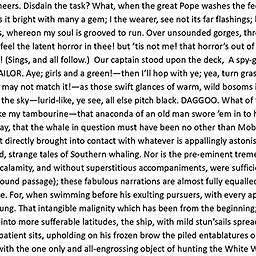 neers. Disdain the task? What, when the great Pope washes the fee
s it bright with many a gem; I the wearer, see not its far flashings; b
s, whereon my soul is grooved to run. Over unsounded gorges, thro
feel the latent horror in thee! but 'tis not me! that horror's out of
! (Sings, and all follow.)  Our captain stood upon the deck,  A spy-g
AILOR. Aye; girls and a green!—then I'll hop with ye; yea, turn gras
may not match it!—as those swift glances of warm, wild bosoms i
the sky—lurid-like, ye see, all else pitch black. DAGGOO. What of
ke my tambourine—that anaconda of an old man swore 'em in to h
ay, that the whale in question must have been no other than Mob
t directly brought into contact with whatever is appallingly astonis
d, strange tales of Southern whaling. Nor is the pre-eminent treme
calamity, and without superstitious accompaniments, were suffici
ound passage); these fabulous narrations are almost fully equalle
e. For, when swimming before his exulting pursuers, with every ap
ung. That intangible malignity which has been from the beginning;
into more sufferable latitudes, the ship, with mild stun'sails sprea
patient sits, upholding on his frozen brow the piled entablatures o
with the one only and all-engrossing object of hunting the White W